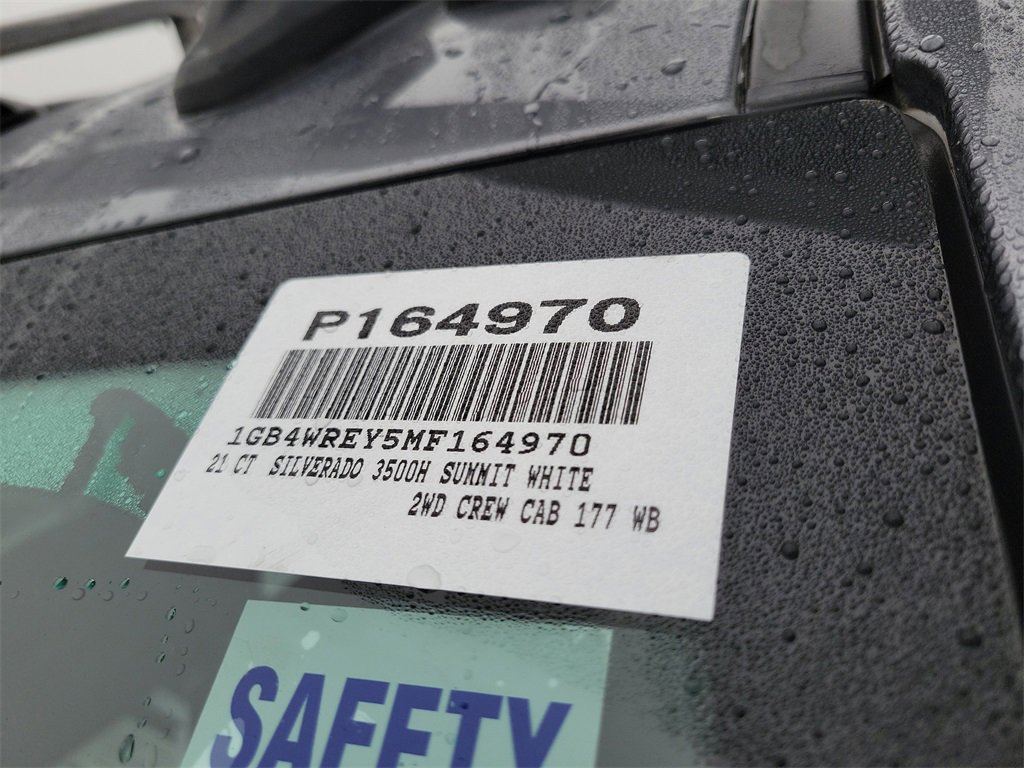 P164970
1GB4WREY5MF164970
21 CT SILVERADO 3500H SUMMIT WHITE
2WD CREW CAB 177 WB
SAFETY